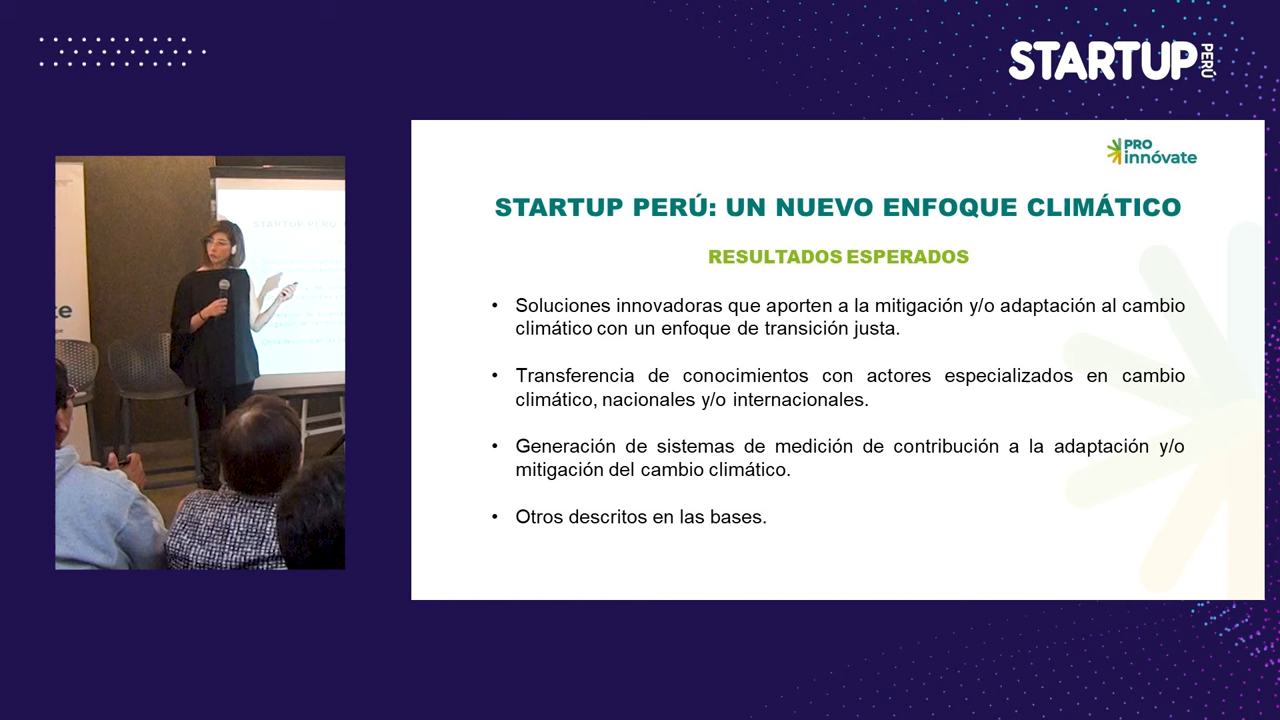 STARTUP PERÚ
PRO
innóvate
STARTUP PERÚ: UN NUEVO ENFOQUE CLIMÁTICO
RESULTADOS ESPERADOS
• Soluciones innovadoras que aporten a la mitigación y/o adaptación al cambio
climático con un enfoque de transición justa.
• Transferencia de conocimientos con actores especializados en cambio
climático, nacionales y/o internacionales.
• Generación de sistemas de medición de contribución a la adaptación y/o
mitigación del cambio climático.
• Otros descritos en las bases.
STARTUP PERÚ